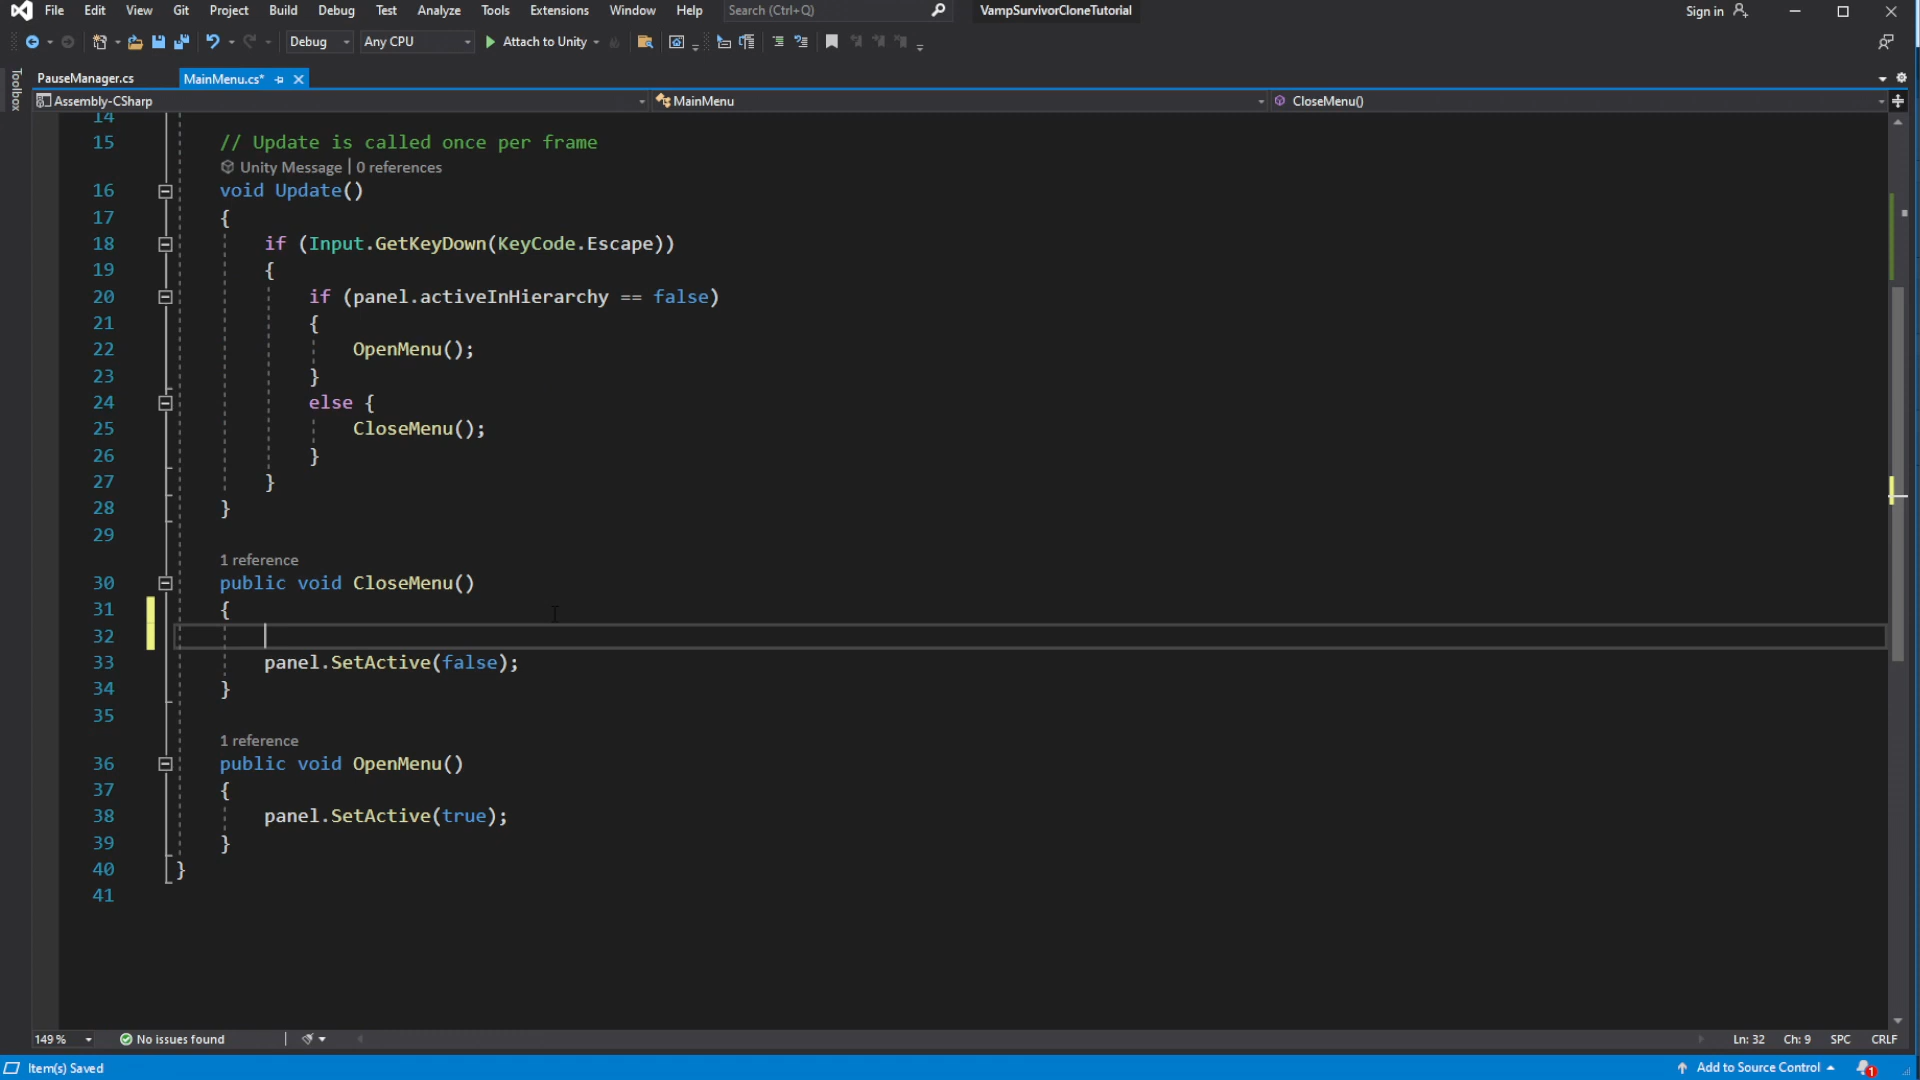 File Edit View Git Project Build Debug Test Analyze Tools Extensions Window Help Search (Ctrl+Q) VampSurvivorCloneTutorial Sign in
Debug Any CPU Attach to Unity
Toolbox
PauseManager.cs MainMenu.cs*
Assembly-CSharp MainMenu CloseMenu()
14
15 // Update is called once per frame
Unity Message | 0 references
16 void Update()
17 {
18 if (Input.GetKeyDown(KeyCode.Escape))
19 {
20 if (panel.activeInHierarchy == false)
21 {
22 OpenMenu();
23 }
24 else {
25 CloseMenu();
26 }
27 }
28 }
29
1 reference
30 public void CloseMenu()
31 {
32
33 panel.SetActive(false);
34 }
35
1 reference
36 public void OpenMenu()
37 {
38 panel.SetActive(true);
39 }
40 }
41
149 % No issues found Ln: 32 Ch: 9 SPC CRLF
Item(s) Saved Add to Source Control 1